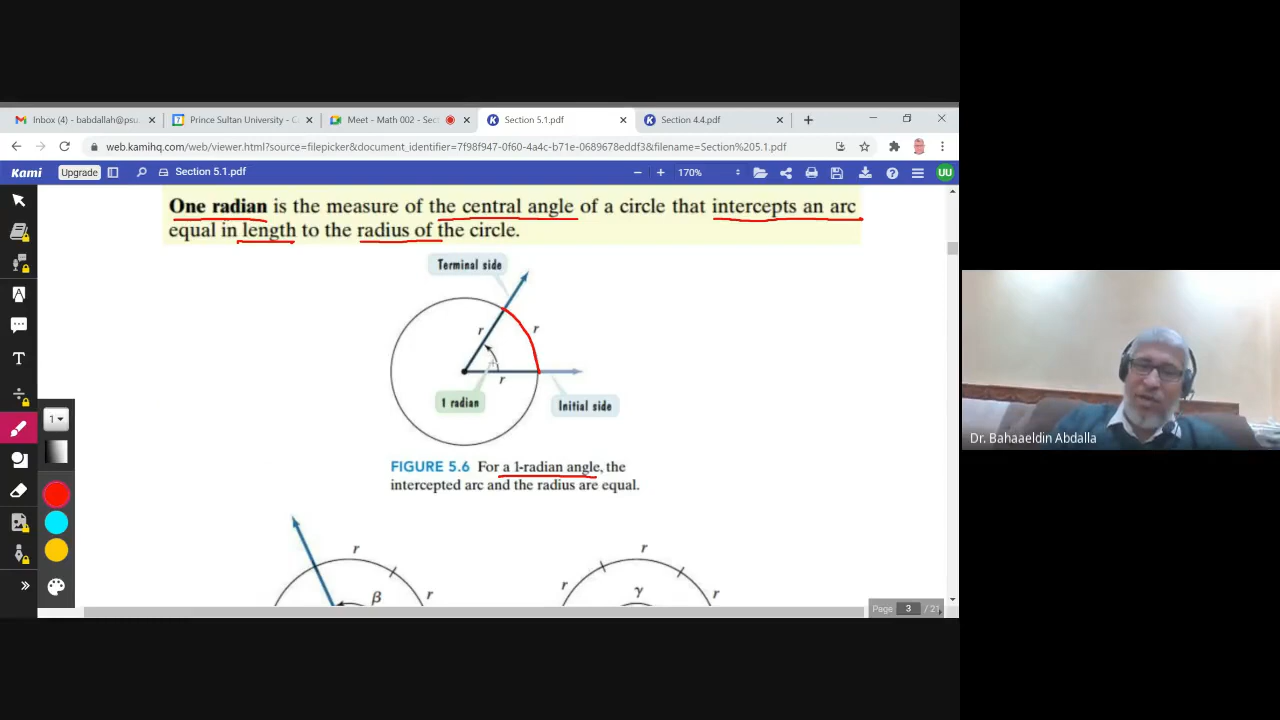 Inbox (4) - babdallah@psu.
Prince Sultan University - C
Meet - Math 002 - Sec
Section 5.1.pdf
Section 4.4.pdf
web.kamihq.com/web/viewer.html?source=filepicker&document_identifier=7f98f947-0f60-4a4c-b71e-0689678eddf3&filename=Section%205.1.pdf
Kami
Upgrade
Section 5.1.pdf
170%
UU
One radian is the measure of the central angle of a circle that intercepts an arc
equal in length to the radius of the circle.
Terminal side
r
r
r
1 radian
Initial side
FIGURE 5.6 For a 1-radian angle, the
intercepted arc and the radius are equal.
r
β
r
r
r
γ
r
T
1
Page 3 / 21
Dr. Bahaaeldin Abdalla